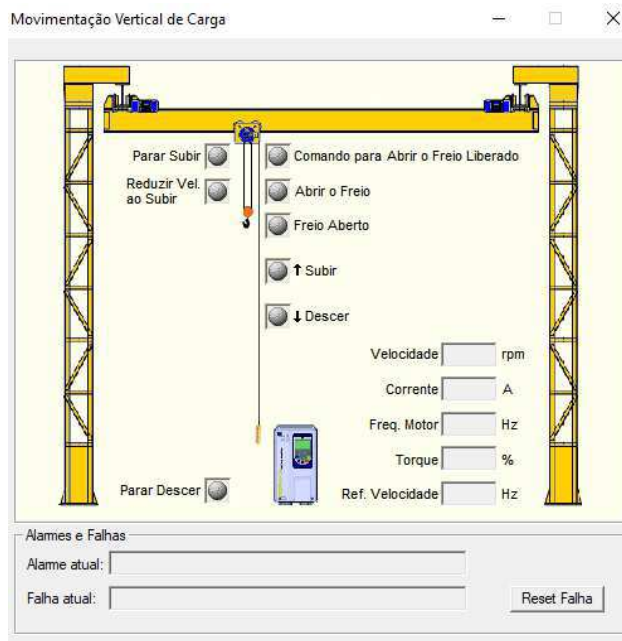 Movimentação Vertical de Carga
Parar Subir
Comando para Abrir o Freio Liberado
Reduzir Vel.
ao Subir
Abrir o Freio
Freio Aberto
↑ Subir
↓ Descer
Velocidade rpm
Corrente A
Freq. Motor Hz
Torque %
Parar Descer
Ref. Velocidade Hz
Alarmes e Falhas
Alarme atual:
Falha atual:
Reset Falha